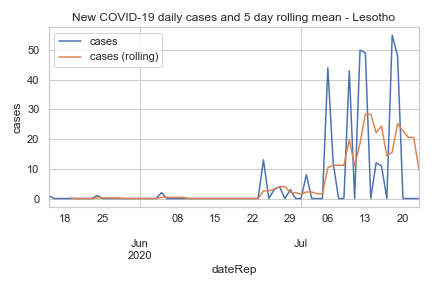 New COVID-19 daily cases and 5 day rolling mean - Lesotho
cases
cases (rolling)
50
40
30
20
10
0
cases
18 25 08 15 22 29 06 13 20
Jun Jul
2020
dateRep